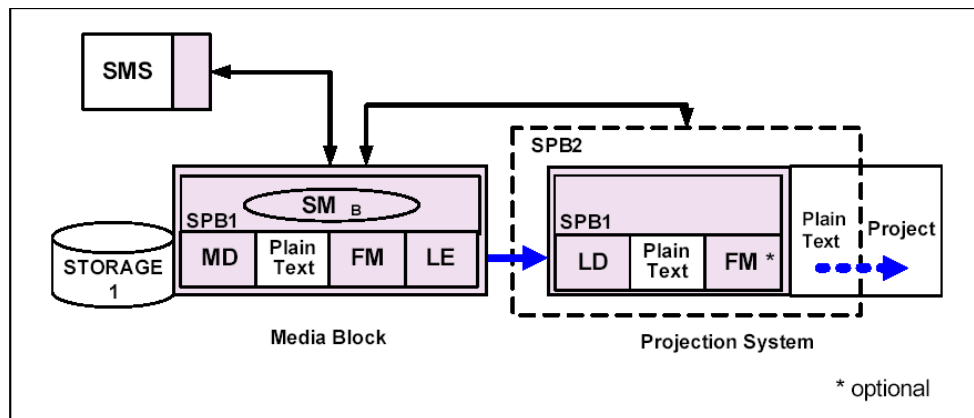 SMS
SPB2
SM B
SPB1
MD
Plain
Text
FM
LE
STORAGE
1
SPB1
LD
Plain
Text
FM *
Plain
Text
Project
Media Block
Projection System
* optional